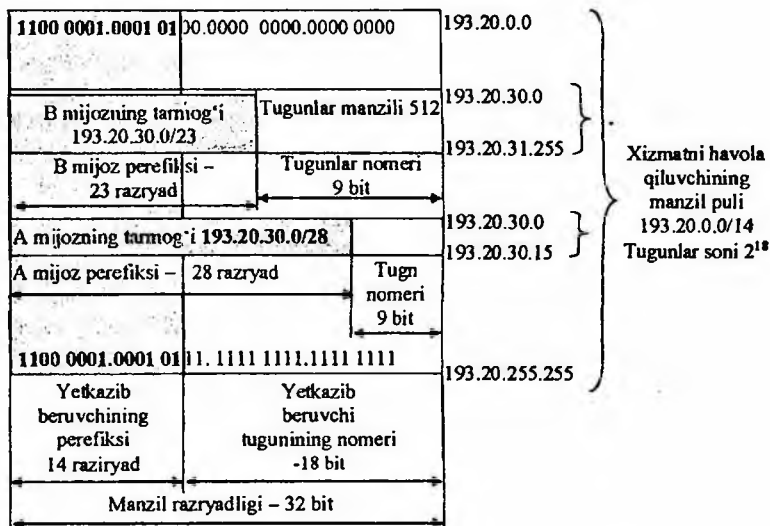 1100 0001.0001 01 00.0000 0000.0000 0000
193.20.0.0
B mijozning tarmog‘i
193.20.30.0/23
Tugunlar manzili 512
193.20.30.0
193.20.31.255
B mijoz perefiksi –
23 razryad
Tugunlar nomeri
9 bit
A mijozning tarmog‘i 193.20.30.0/28
193.20.30.0
193.20.30.15
A mijoz perefiksi – 28 razryad
Tugn
nomeri
9 bit
1100 0001.0001 01 11. 1111 1111.1111 1111
193.20.255.255
Yetkazib
beruvchining
perefiksi
14 raziryad
Yetkazib
beruvchi
tugunining nomeri
-18 bit
Manzil razryadligi – 32 bit
Xizmatni havola
qiluvchining
manzil puli
193.20.0.0/14
Tugunlar soni 2¹⁸